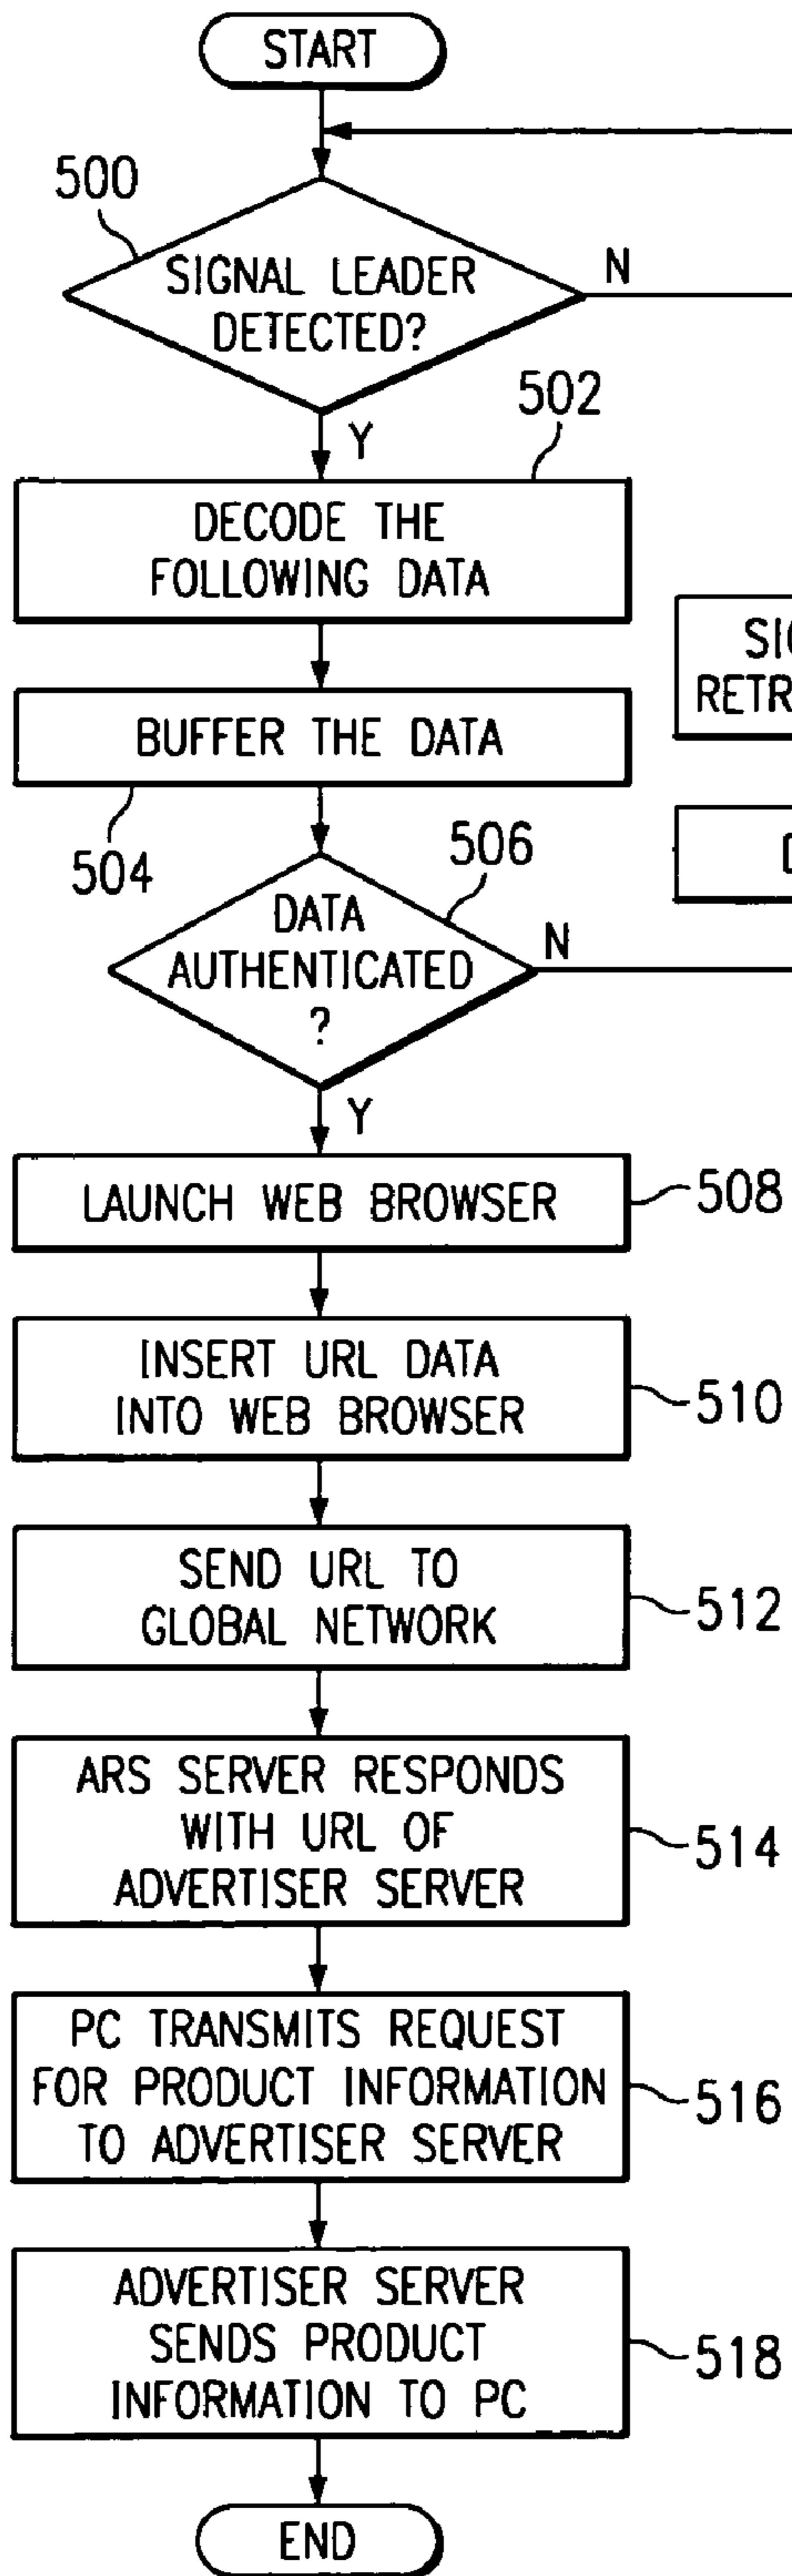 START
500
SIGNAL LEADER
DETECTED?
N
Y
502
DECODE THE
FOLLOWING DATA
BUFFER THE DATA
504
506
DATA
AUTHENTICATED
?
N
Y
LAUNCH WEB BROWSER
508
INSERT URL DATA
INTO WEB BROWSER
510
SEND URL TO
GLOBAL NETWORK
512
ARS SERVER RESPONDS
WITH URL OF
ADVERTISER SERVER
514
PC TRANSMITS REQUEST
FOR PRODUCT INFORMATION
TO ADVERTISER SERVER
516
ADVERTISER SERVER
SENDS PRODUCT
INFORMATION TO PC
518
END